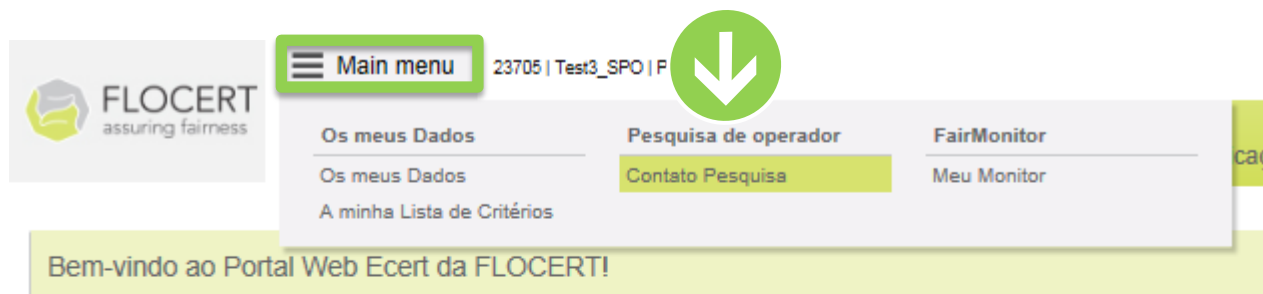 FLOCERT
assuring fairness
Main menu
23705 | Test3_SPO | P
Os meus Dados
Pesquisa de operador
FairMonitor
Os meus Dados
Contato Pesquisa
Meu Monitor
A minha Lista de Critérios
Bem-vindo ao Portal Web Ecert da FLOCERT!